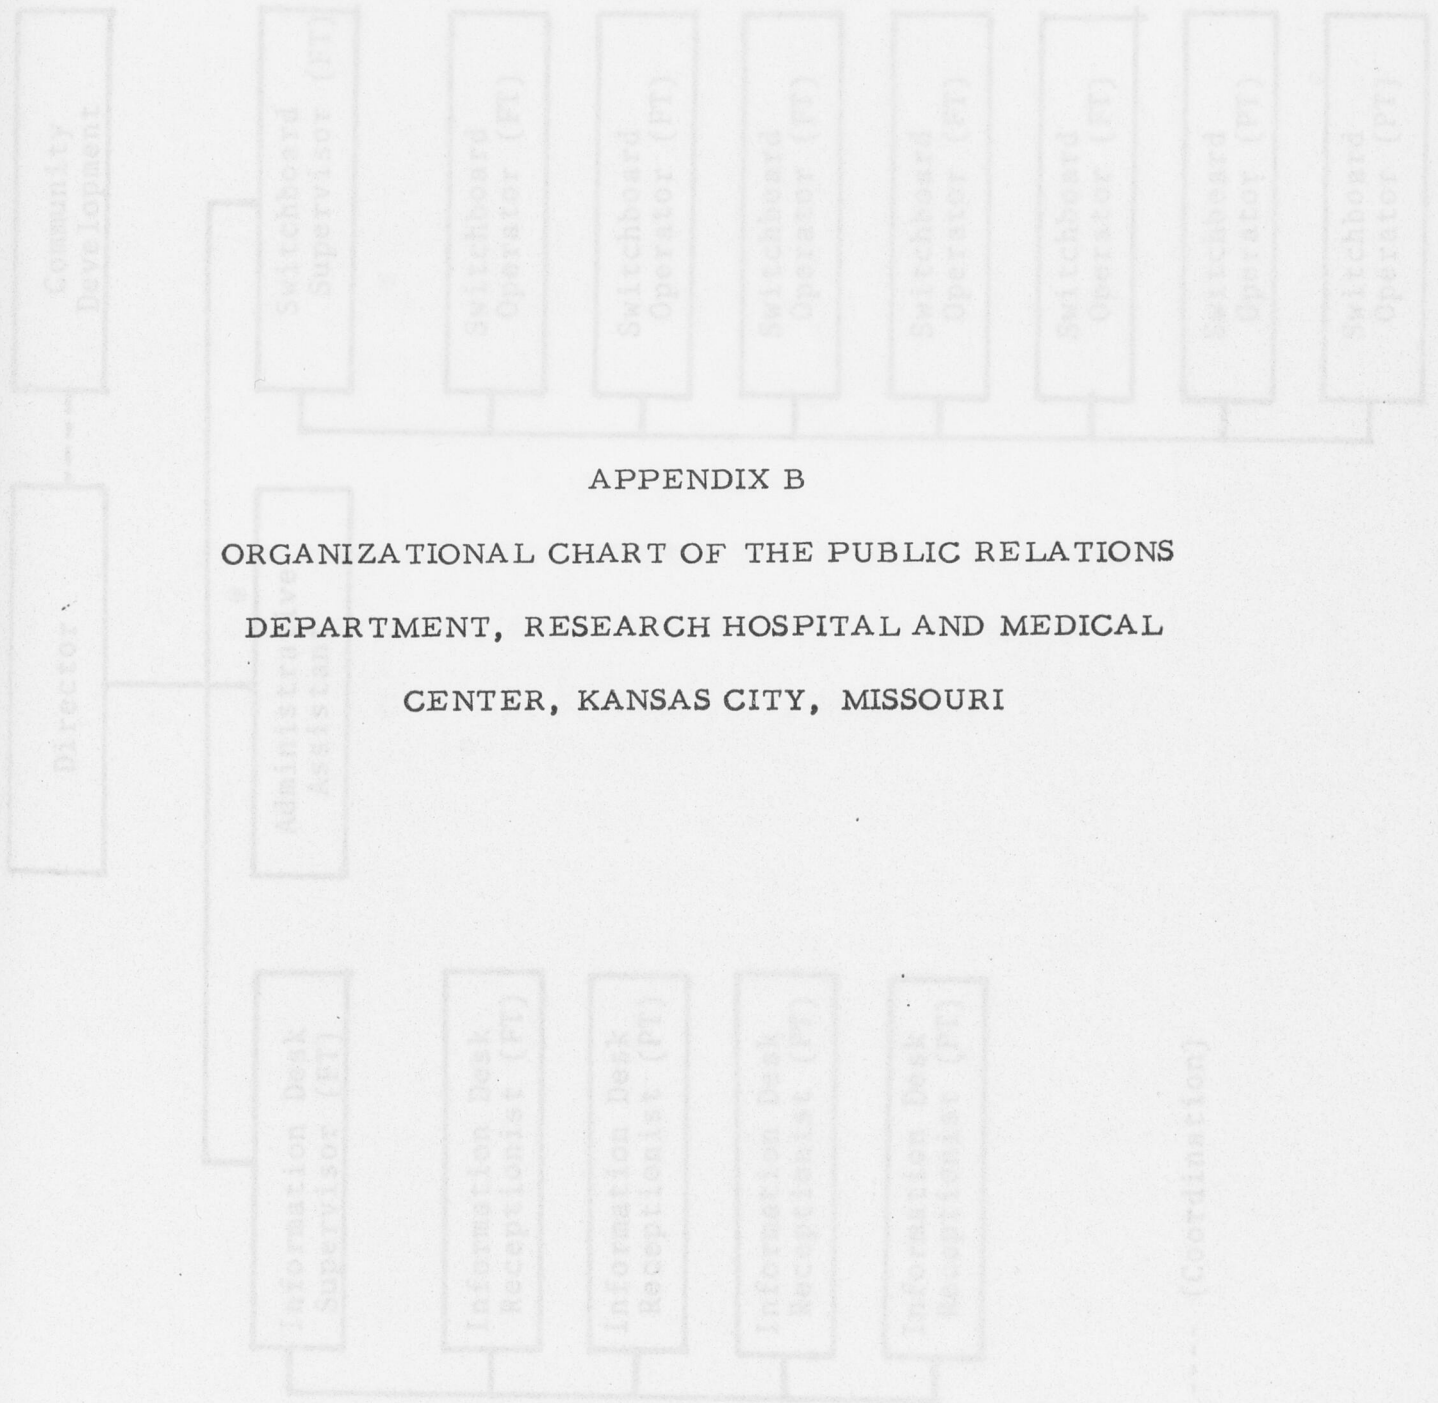 APPENDIX B
ORGANIZATIONAL CHART OF THE PUBLIC RELATIONS
DEPARTMENT, RESEARCH HOSPITAL AND MEDICAL
CENTER, KANSAS CITY, MISSOURI
Community
Development
Director
Switchboard
Supervisor (FT)
Administrative
Assistant
Information Desk
Supervisor (FT)
Switchboard
Operator (FT)
Switchboard
Operator (FT)
Switchboard
Operator (FT)
Switchboard
Operator (FT)
Switchboard
Operator (FT)
Switchboard
Operator (PT)
Switchboard
Operator (PT)
Information Desk
Receptionist (FT)
Information Desk
Receptionist (PT)
Information Desk
Receptionist (FT)
Information Desk
Receptionist (FT)
---- (Coordination)